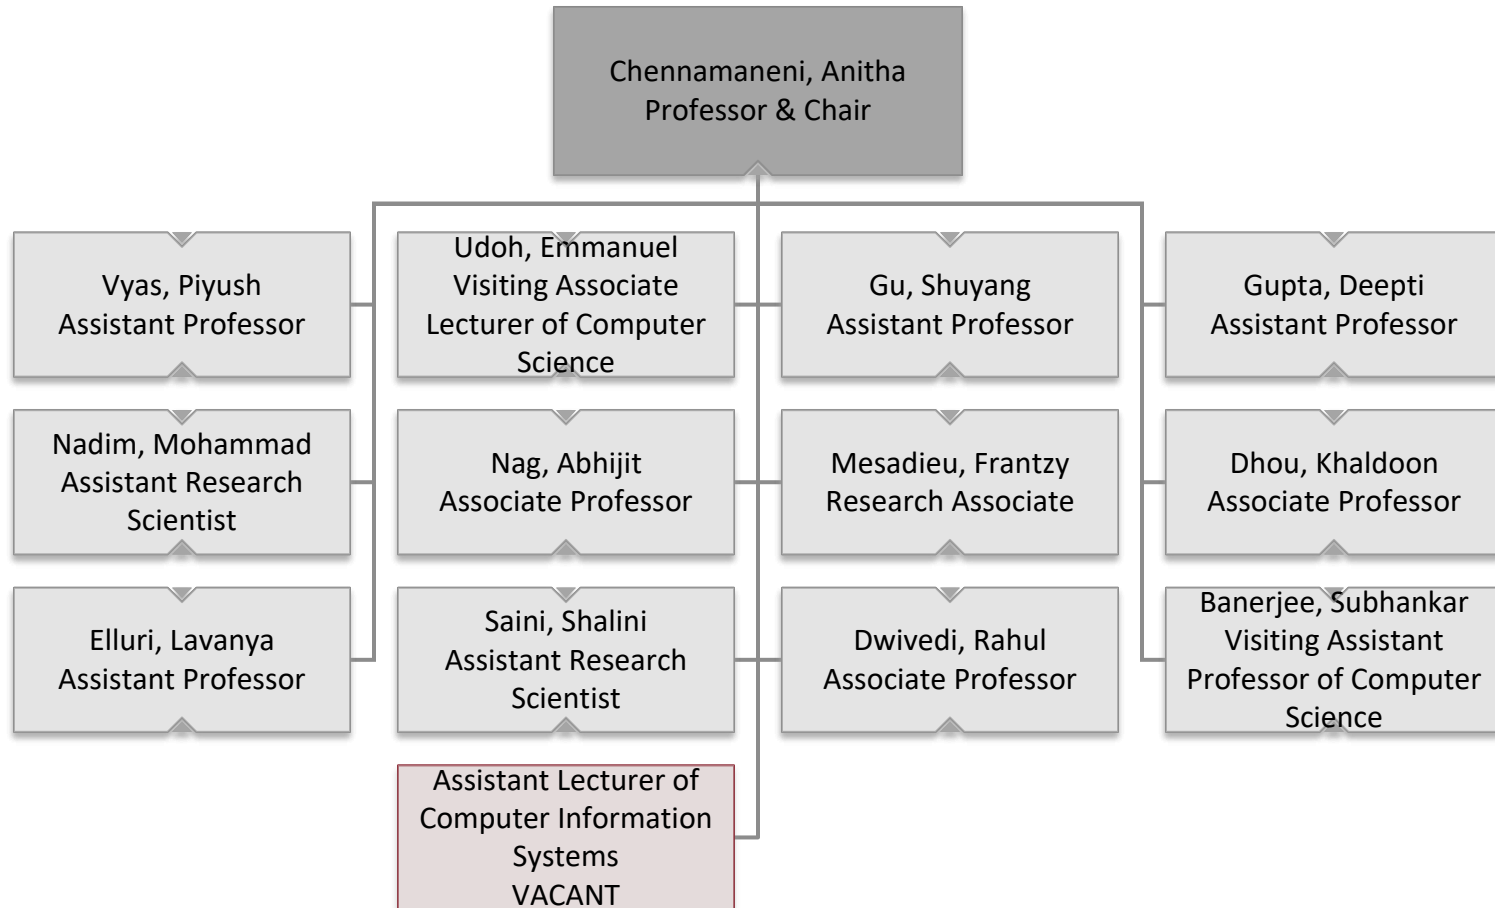 Chennamaneni, Anitha
Professor & Chair
Vyas, Piyush
Assistant Professor
Udoh, Emmanuel
Visiting Associate
Lecturer of Computer
Science
Gu, Shuyang
Assistant Professor
Gupta, Deepti
Assistant Professor
Nadim, Mohammad
Assistant Research
Scientist
Nag, Abhijit
Associate Professor
Mesadieu, Frantzy
Research Associate
Dhou, Khaldoon
Associate Professor
Elluri, Lavanya
Assistant Professor
Saini, Shalini
Assistant Research
Scientist
Dwivedi, Rahul
Associate Professor
Banerjee, Subhankar
Visiting Assistant
Professor of Computer
Science
Assistant Lecturer of
Computer Information
Systems
VACANT